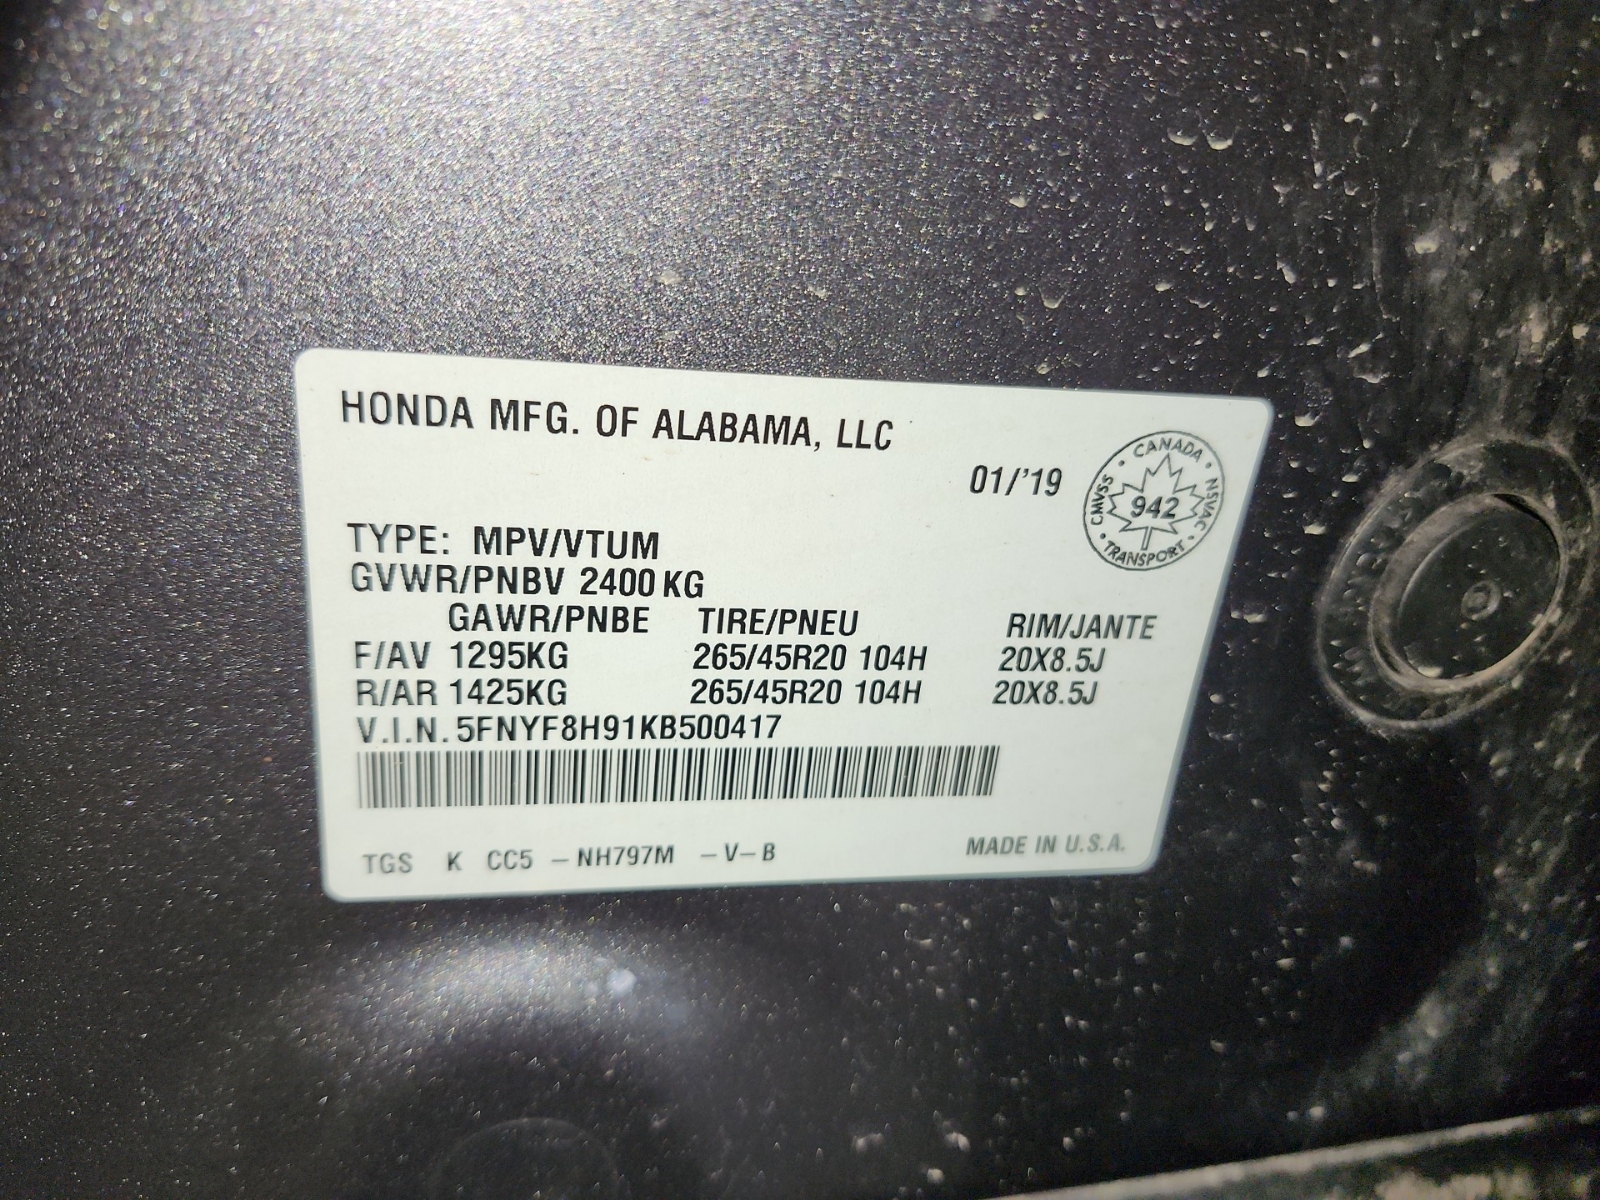 HONDA MFG. OF ALABAMA, LLC
01/'19
CANADA · NSVAC · TRANSPORT · CMVSS ·
942
TYPE: MPV/VTUM
GVWR/PNBV 2400 KG
GAWR/PNBE TIRE/PNEU RIM/JANTE
F/AV 1295KG 265/45R20 104H 20X8.5J
R/AR 1425KG 265/45R20 104H 20X8.5J
V.I.N. 5FNYF8H91KB500417
TGS K CC5 – NH797M – V – B
MADE IN U.S.A.